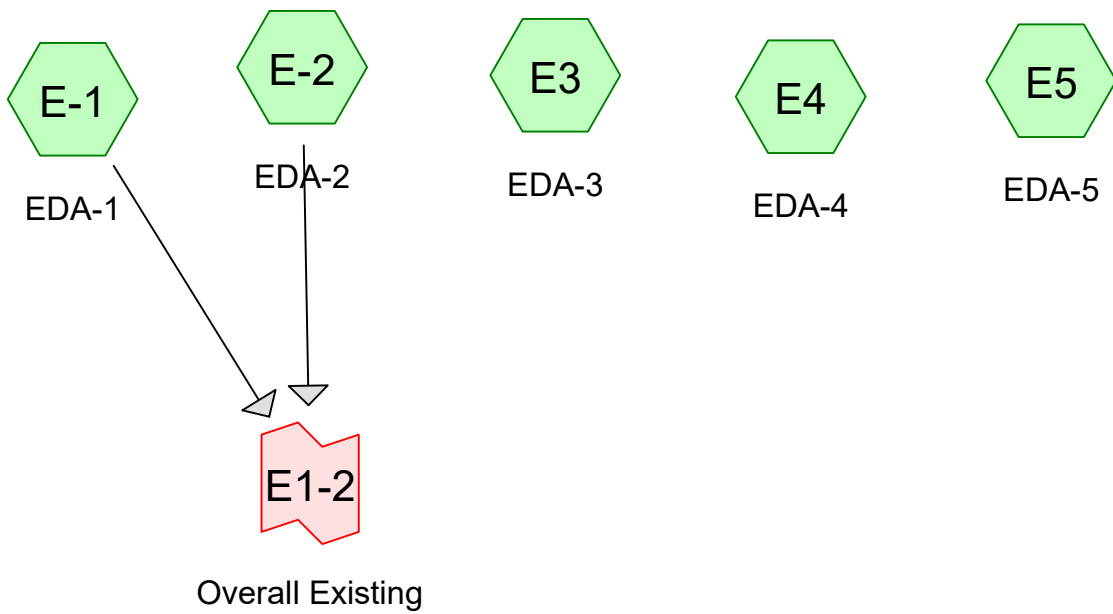 E-1
E-2
E3
E4
E5
EDA-1
EDA-2
EDA-3
EDA-4
EDA-5
E1-2
Overall Existing